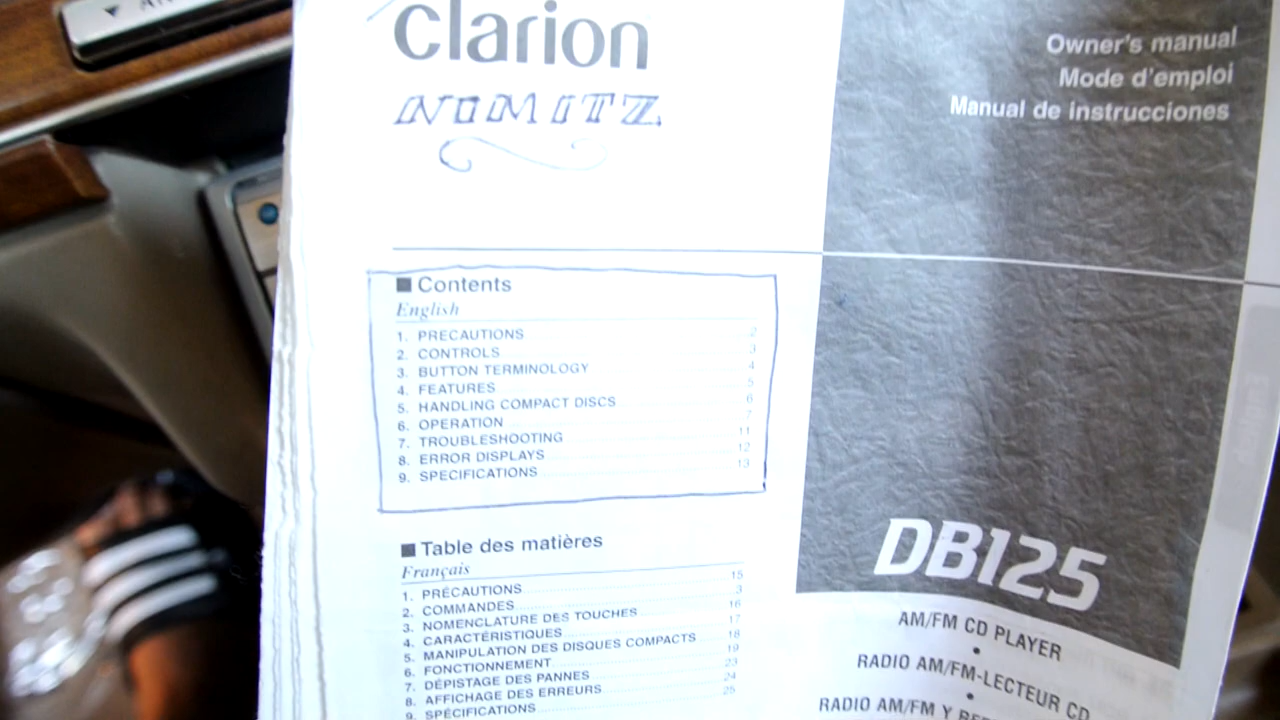 clarion
NIMITZ
Owner's manual
Mode d'emploi
Manual de instrucciones
■ Contents
English
1. PRECAUTIONS 2
2. CONTROLS 3
3. BUTTON TERMINOLOGY 4
4. FEATURES 5
5. HANDLING COMPACT DISCS 6
6. OPERATION 7
7. TROUBLESHOOTING 11
8. ERROR DISPLAYS 12
9. SPECIFICATIONS 13
■ Table des matières
Français
1. PRÉCAUTIONS 15
2. COMMANDES 3
3. NOMENCLATURE DES TOUCHES 16
4. CARACTÉRISTIQUES 17
5. MANIPULATION DES DISQUES COMPACTS 18
6. FONCTIONNEMENT 19
7. DÉPISTAGE DES PANNES 23
8. AFFICHAGE DES ERREURS 24
9. SPÉCIFICATIONS 25
DB125
AM/FM CD PLAYER
•
RADIO AM/FM-LECTEUR CD
•
RADIO AM/FM Y